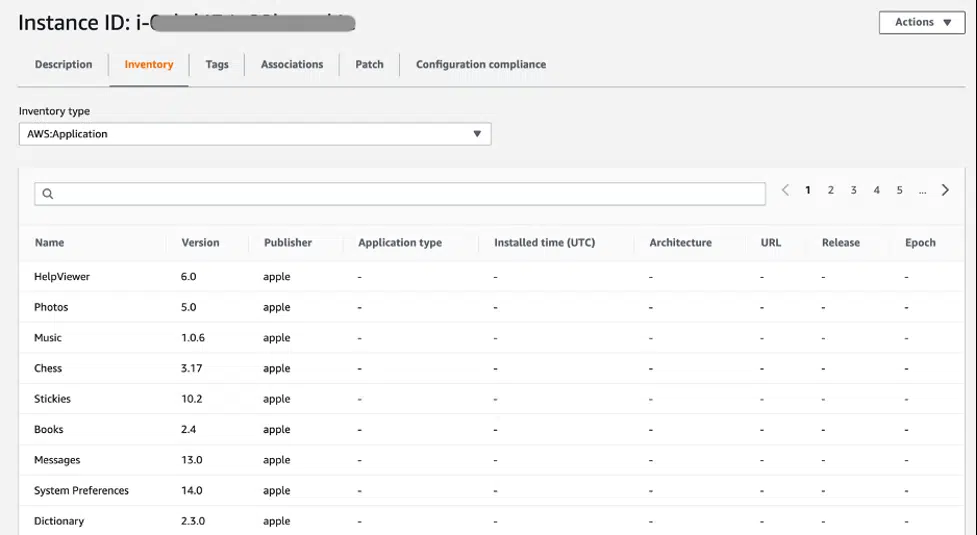 Instance ID: i-
Actions
Description Inventory Tags Associations Patch Configuration compliance
Inventory type
AWS:Application
1 2 3 4 5 ...
Name Version Publisher Application type Installed time (UTC) Architecture URL Release Epoch
HelpViewer 6.0 apple - - - - - -
Photos 5.0 apple - - - - - -
Music 1.0.6 apple - - - - - -
Chess 3.17 apple - - - - - -
Stickies 10.2 apple - - - - - -
Books 2.4 apple - - - - - -
Messages 13.0 apple - - - - - -
System Preferences 14.0 apple - - - - - -
Dictionary 2.3.0 apple - - - - - -